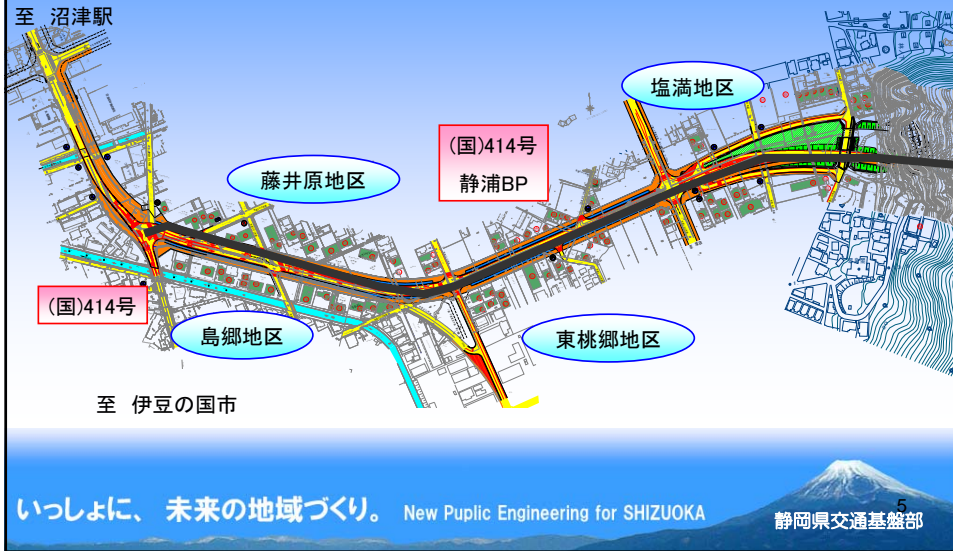 至 沼津駅
塩満地区
(国)414号
静浦BP
藤井原地区
(国)414号
島郷地区
東桃郷地区
至 伊豆の国市
いっしょに、未来の地域づくり。 New Puplic Engineering for SHIZUOKA
5
静岡県交通基盤部